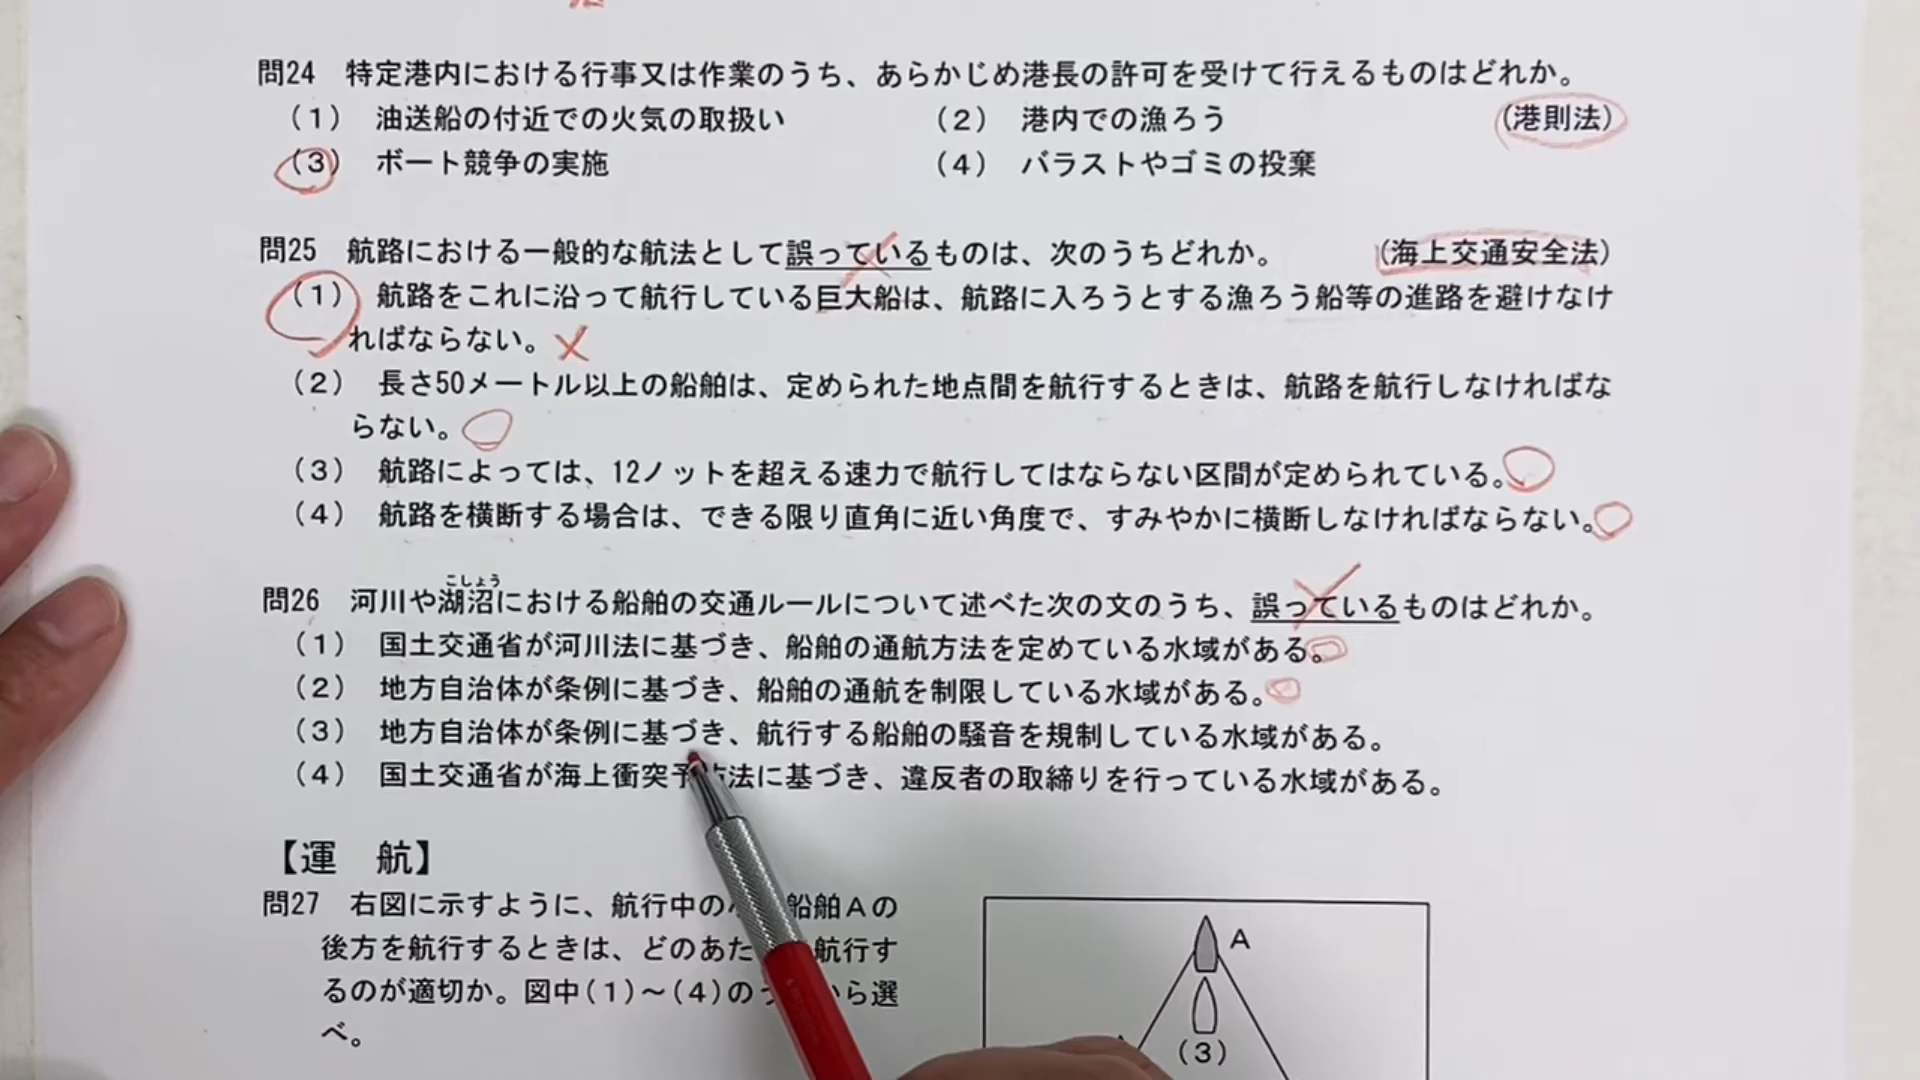 問24 特定港内における行事又は作業のうち、あらかじめ港長の許可を受けて行えるものはどれか。
(1) 油送船の付近での火気の取扱い (2) 港内での漁ろう (港則法)
(3) ボート競争の実施 (4) バラストやゴミの投棄
問25 航路における一般的な航法として誤っているものは、次のうちどれか。 (海上交通安全法)
(1) 航路をこれに沿って航行している巨大船は、航路に入ろうとする漁ろう船等の進路を避けなけ
ればならない。
(2) 長さ50メートル以上の船舶は、定められた地点間を航行するときは、航路を航行しなければな
らない。
(3) 航路によっては、12ノットを超える速力で航行してはならない区間が定められている。
(4) 航路を横断する場合は、できる限り直角に近い角度で、すみやかに横断しなければならない。
こしょう
問26 河川や湖沼における船舶の交通ルールについて述べた次の文のうち、誤っているものはどれか。
(1) 国土交通省が河川法に基づき、船舶の通航方法を定めている水域がある。
(2) 地方自治体が条例に基づき、船舶の通航を制限している水域がある。
(3) 地方自治体が条例に基づき、航行する船舶の騒音を規制している水域がある。
(4) 国土交通省が海上衝突予 法に基づき、違反者の取締りを行っている水域がある。
【運 航】
問27 右図に示すように、航行中の 船舶Aの
後方を航行するときは、どのあた 航行す
るのが適切か。図中(1)～(4)の から選
べ。
A
(3)